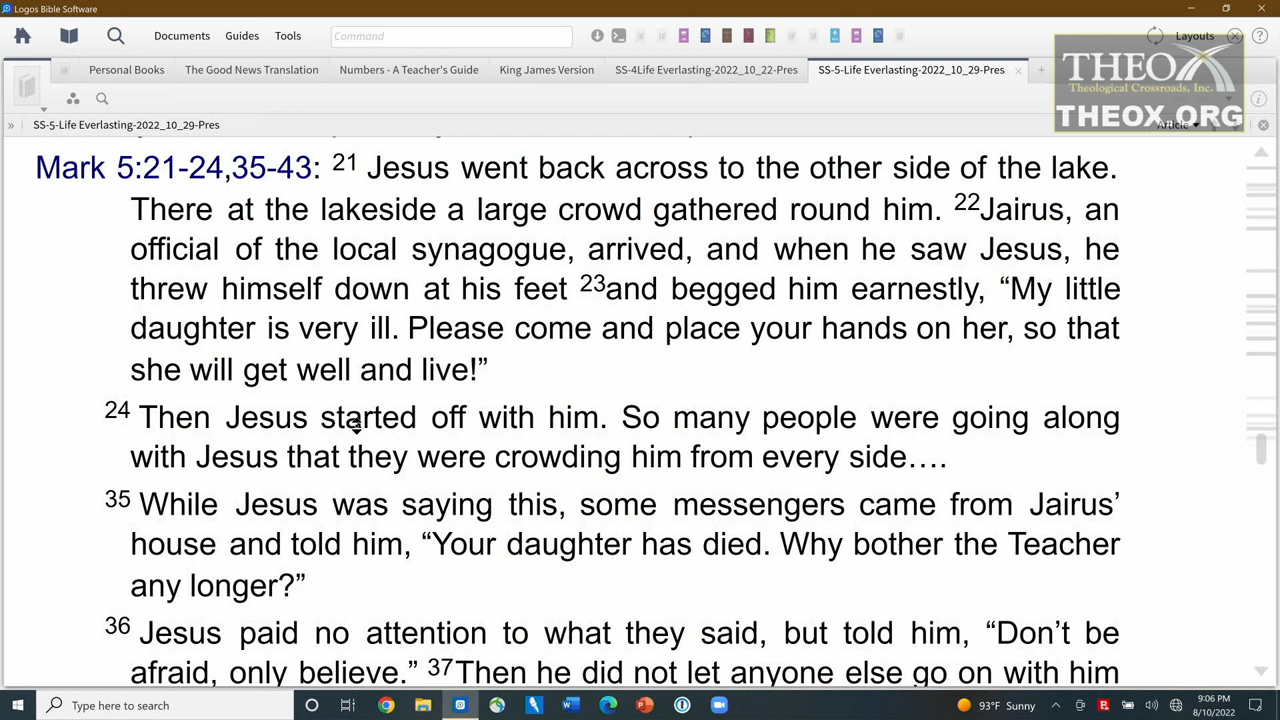 Logos Bible Software
Documents Guides Tools Command Layouts
Personal Books The Good News Translation Numbers - A Teacher's Guide King James Version SS-4Life Everlasting-2022_10_22-Pres SS-5-Life Everlasting-2022_10_29-Pres
THEOX
Theological Crossroads, Inc.
THEOX.ORG
SS-5-Life Everlasting-2022_10_29-Pres Article
Mark 5:21-24,35-43: 21 Jesus went back across to the other side of the lake.
There at the lakeside a large crowd gathered round him. 22Jairus, an
official of the local synagogue, arrived, and when he saw Jesus, he
threw himself down at his feet 23and begged him earnestly, “My little
daughter is very ill. Please come and place your hands on her, so that
she will get well and live!”
24 Then Jesus started off with him. So many people were going along
with Jesus that they were crowding him from every side….
35 While Jesus was saying this, some messengers came from Jairus’
house and told him, “Your daughter has died. Why bother the Teacher
any longer?”
36 Jesus paid no attention to what they said, but told him, “Don’t be
afraid, only believe.” 37Then he did not let anyone else go on with him
Type here to search
93°F Sunny
9:06 PM
8/10/2022